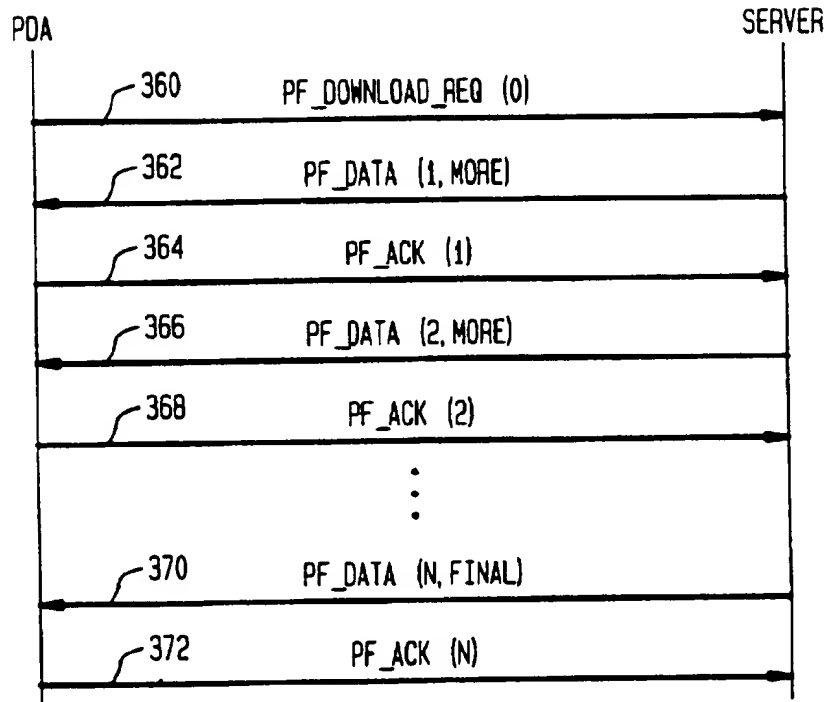 PDA
SERVER
360
PF_DOWNLOAD_REQ (0)
362
PF_DATA (1, MORE)
364
PF_ACK (1)
366
PF_DATA (2, MORE)
368
PF_ACK (2)
370
PF_DATA (N, FINAL)
372
PF_ACK (N)